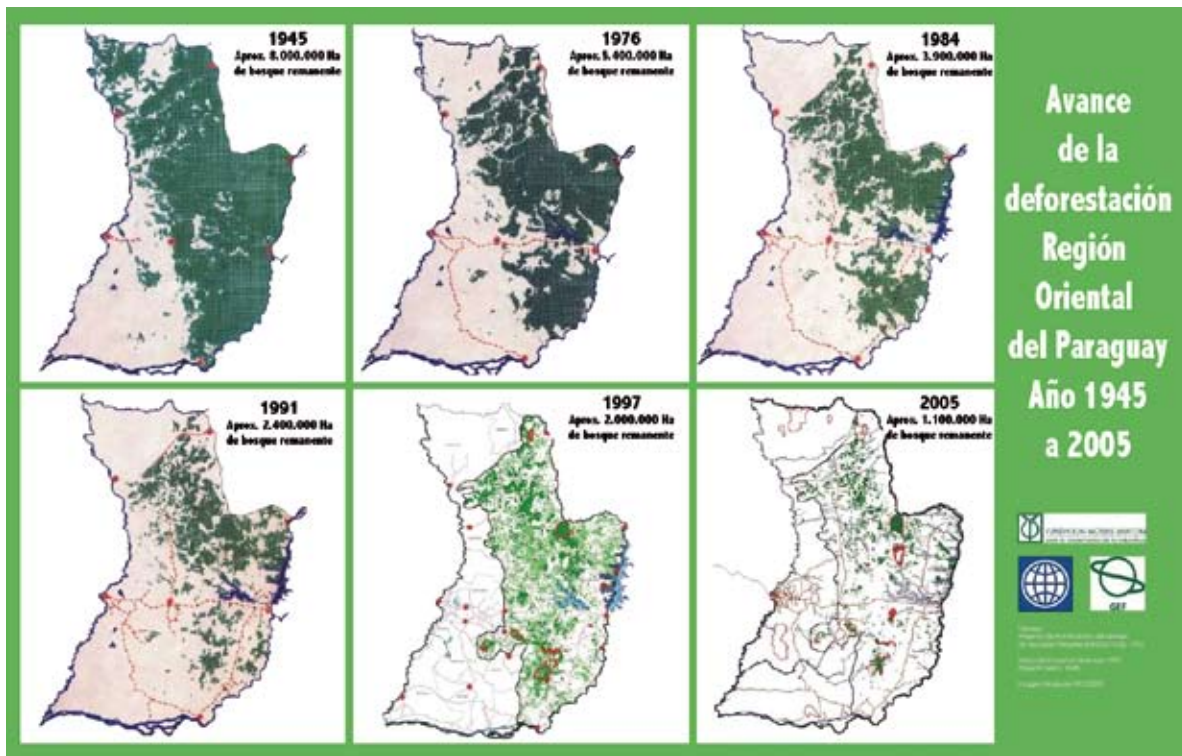 1945
Aprox. 8.000.000 Ha
de bosque remanente
1976
Aprox. 5.400.000 Ha
de bosque remanente
1984
Aprox. 3.900.000 Ha
de bosque remanente
Avance
de la
deforestación
Región
Oriental
del Paraguay
Año 1945
a 2005
1991
Aprox. 2.400.000 Ha
de bosque remanente
1997
Aprox. 2.000.000 Ha
de bosque remanente
2005
Aprox. 1.100.000 Ha
de bosque remanente
GEF